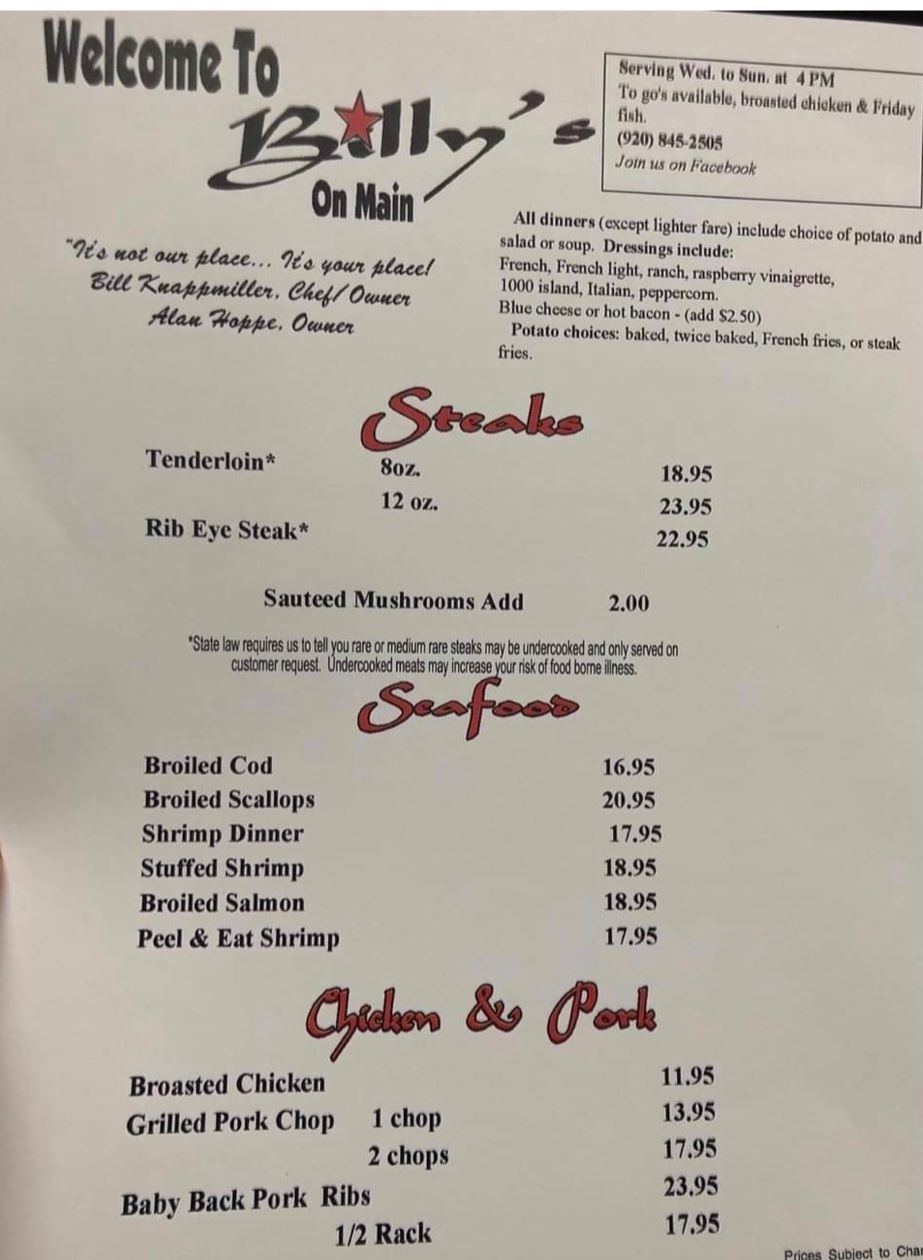 Welcome To
Billy's
On Main
Serving Wed. to Sun. at 4 PM
To go's available, broasted chicken & Friday
fish.
(920) 845-2505
Join us on Facebook
"It's not our place... It's your place!
Bill Knappmiller, Chef/Owner
Alan Hoppe, Owner
All dinners (except lighter fare) include choice of potato and
salad or soup. Dressings include:
French, French light, ranch, raspberry vinaigrette,
1000 island, Italian, peppercorn.
Blue cheese or hot bacon - (add $2.50)
Potato choices: baked, twice baked, French fries, or steak
fries.
Steaks
Tenderloin* 8oz. 18.95
12 oz. 23.95
Rib Eye Steak* 22.95
Sauteed Mushrooms Add 2.00
*State law requires us to tell you rare or medium rare steaks may be undercooked and only served on
customer request. Undercooked meats may increase your risk of food borne illness.
Seafood
Broiled Cod 16.95
Broiled Scallops 20.95
Shrimp Dinner 17.95
Stuffed Shrimp 18.95
Broiled Salmon 18.95
Peel & Eat Shrimp 17.95
Chicken & Pork
Broasted Chicken 11.95
Grilled Pork Chop 1 chop 13.95
2 chops 17.95
Baby Back Pork Ribs 23.95
1/2 Rack 17.95
Prices Subject to